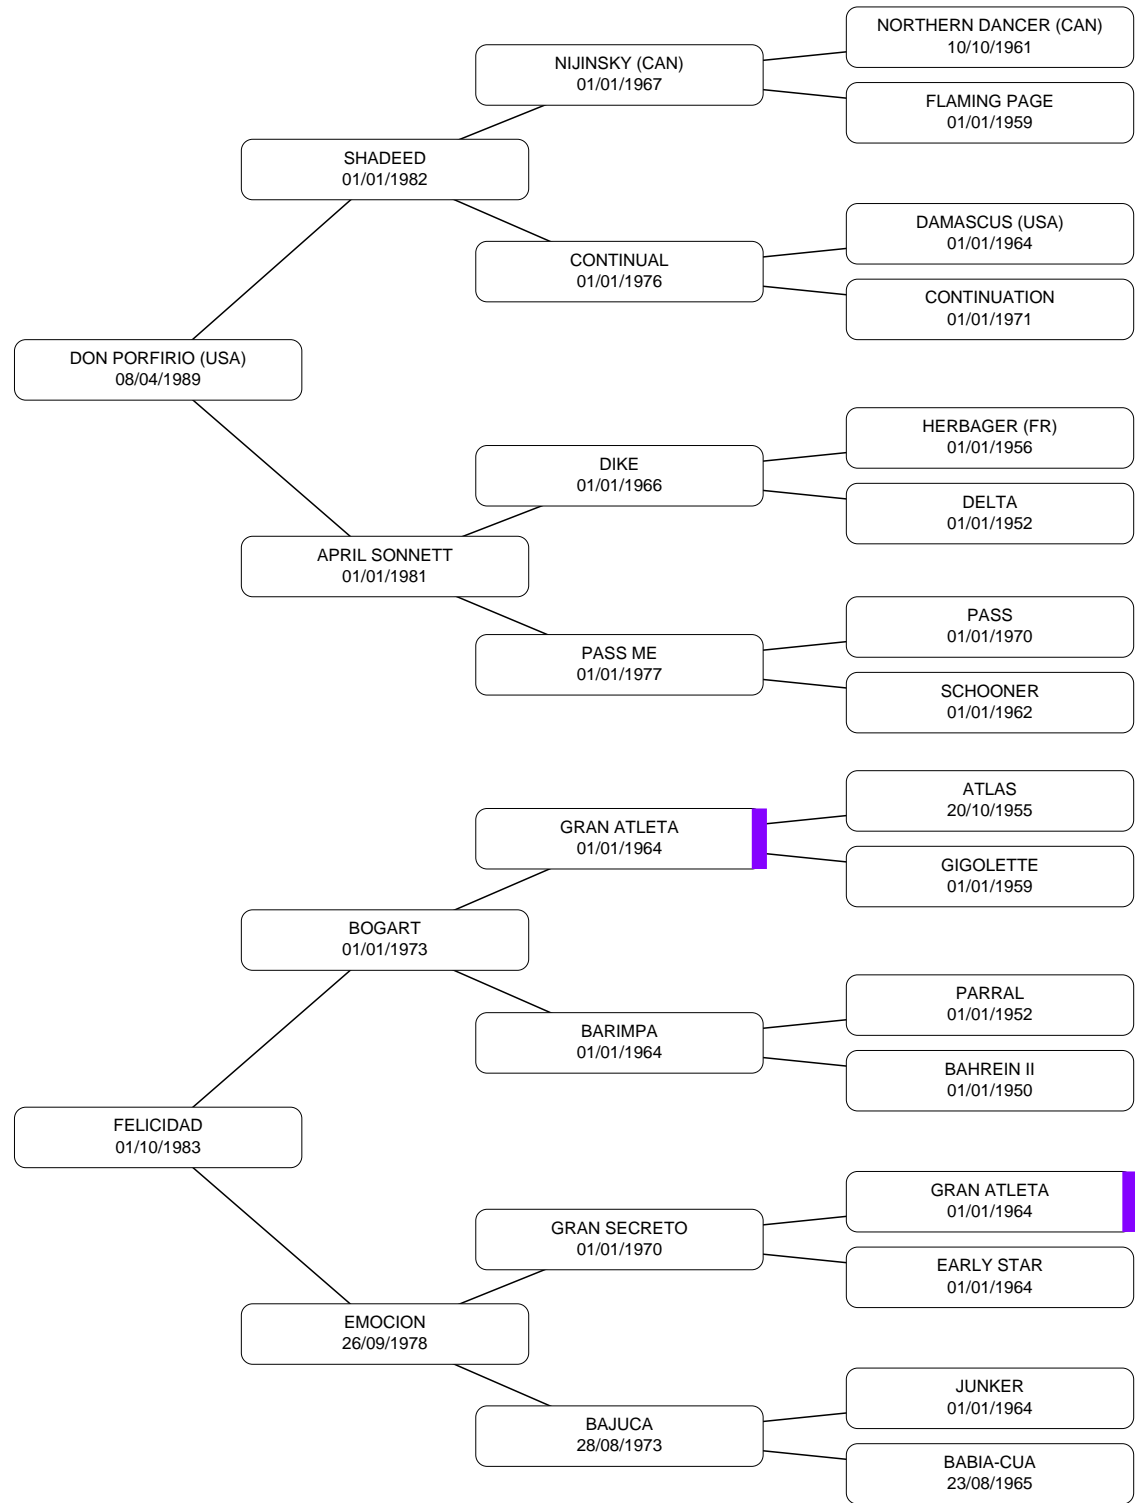 NORTHERN DANCER (CAN)
10/10/1961
NIJINSKY (CAN)
01/01/1967
FLAMING PAGE
01/01/1959
SHADEED
01/01/1982
DAMASCUS (USA)
01/01/1964
CONTINUAL
01/01/1976
CONTINUATION
01/01/1971
DON PORFIRIO (USA)
08/04/1989
HERBAGER (FR)
01/01/1956
DIKE
01/01/1966
DELTA
01/01/1952
APRIL SONNETT
01/01/1981
PASS
01/01/1970
PASS ME
01/01/1977
SCHOONER
01/01/1962
ATLAS
20/10/1955
GRAN ATLETA
01/01/1964
GIGOLETTE
01/01/1959
BOGART
01/01/1973
PARRAL
01/01/1952
BARIMPA
01/01/1964
BAHREIN II
01/01/1950
FELICIDAD
01/10/1983
GRAN ATLETA
01/01/1964
GRAN SECRETO
01/01/1970
EARLY STAR
01/01/1964
EMOCION
26/09/1978
JUNKER
01/01/1964
BAJUCA
28/08/1973
BABIA-CUA
23/08/1965